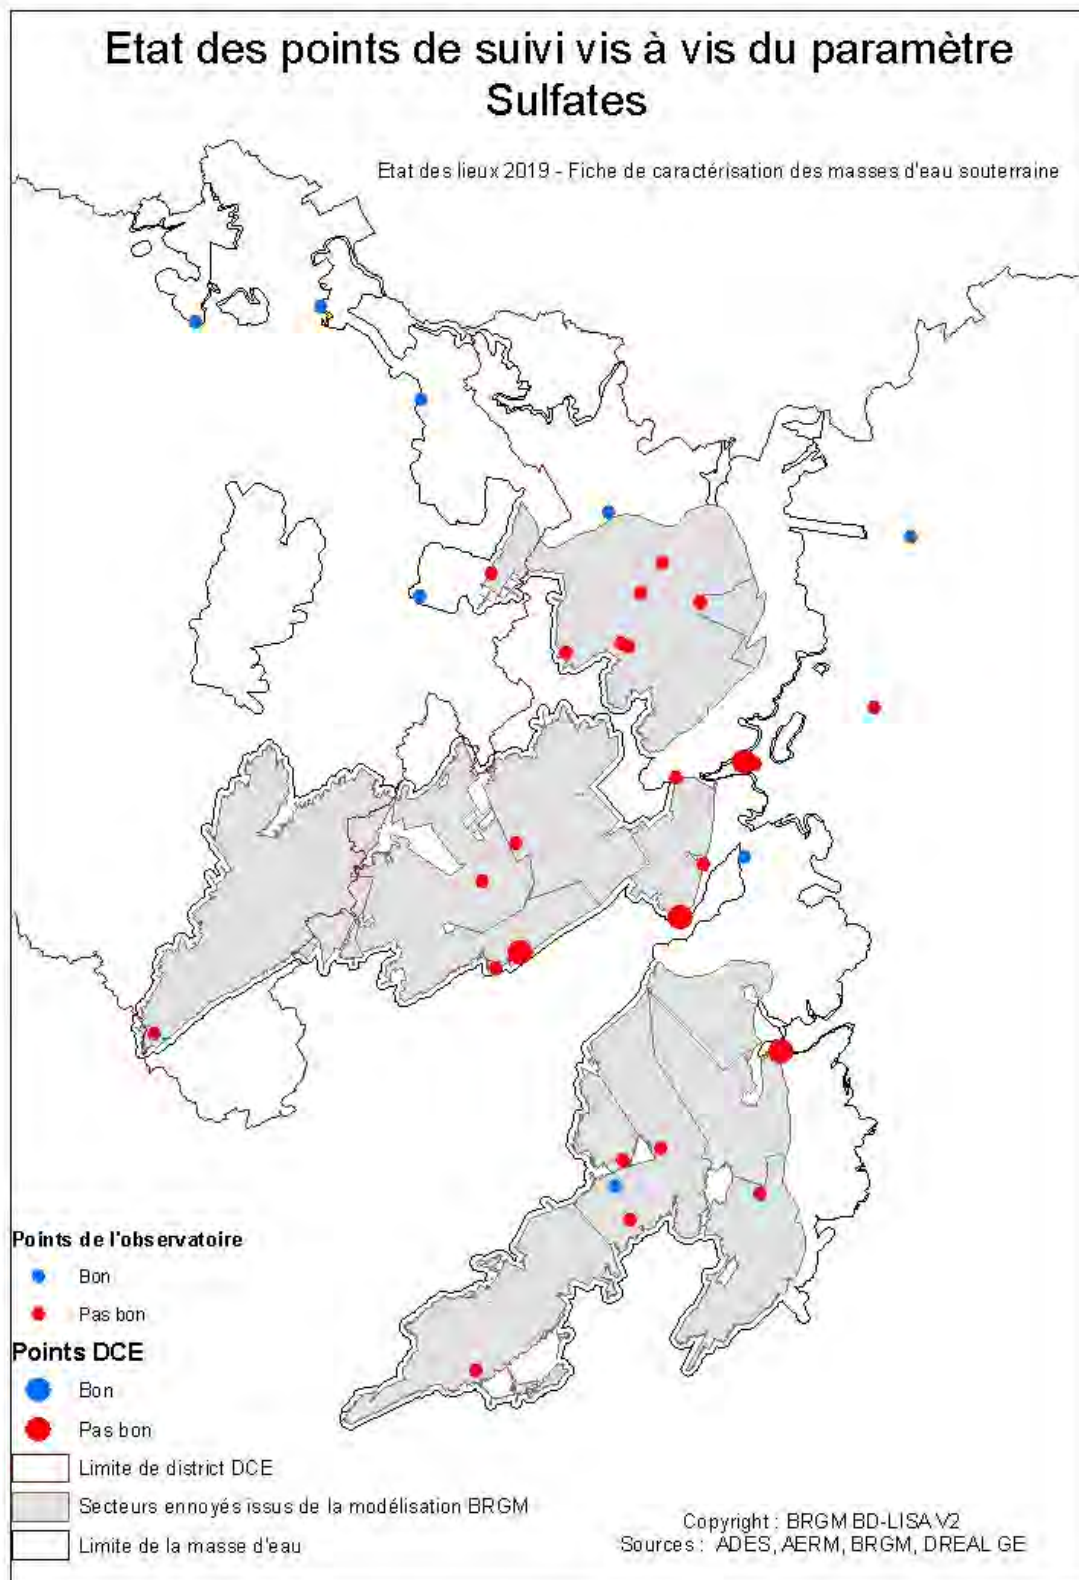 Etat des points de suivi vis à vis du paramètre
Sulfates
Etat des lieux 2019 - Fiche de caractérisation des masses d'eau souterraine
Points de l'observatoire
Bon
Pas bon
Points DCE
Bon
Pas bon
Limite de district DCE
Secteurs ennoyés issus de la modélisation BRGM
Limite de la masse d'eau
Copyright : BRGM BD-LISA V2
Sources : ADES, AERM, BRGM, DREAL GE